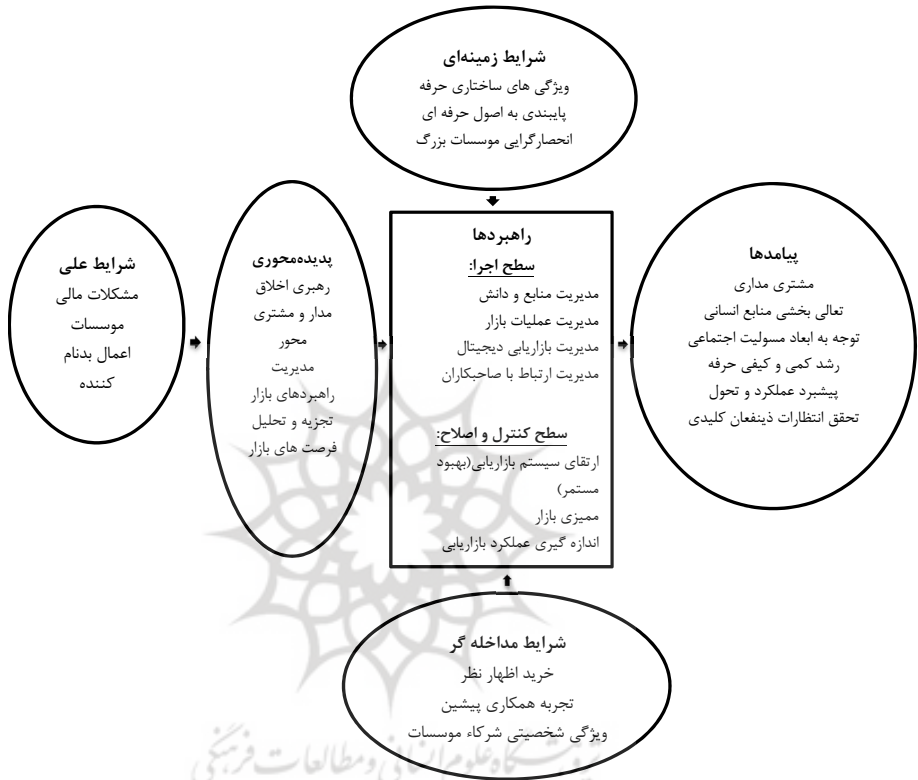 شرایط زمینه‌ای
ویژگی های ساختاری حرفه
پایبندی به اصول حرفه ای
انحصارگرایی موسسات بزرگ
شرایط علی
مشکلات مالی
موسسات
اعمال بدنام
کننده
پدیده‌محوری
رهبری اخلاق
مدار و مشتری
محور
مدیریت
راهبردهای بازار
تجزیه و تحلیل
فرصت های بازار
راهبردها
سطح اجرا:
مدیریت منابع و دانش
مدیریت عملیات بازار
مدیریت بازاریابی دیجیتال
مدیریت ارتباط با صاحبکاران
سطح کنترل و اصلاح:
ارتقای سیستم بازاریابی(بهبود
مستمر)
ممیزی بازار
اندازه گیری عملکرد بازاریابی
پیامدها
مشتری مداری
تعالی بخشی منابع انسانی
توجه به ابعاد مسولیت اجتماعی
رشد کمی و کیفی حرفه
پیشبرد عملکرد و تحول
تحقق انتظارات ذینفعان کلیدی
شرایط مداخله گر
خرید اظهار نظر
تجربه همکاری پیشین
ویژگی شخصیتی شرکاء موسسات
پژوهشگاه علوم انسانی و مطالعات فرهنگی